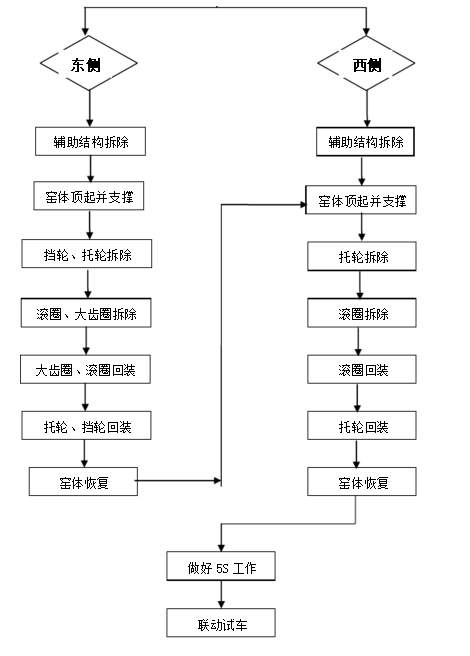 东侧
辅助结构拆除
窑体顶起并支撑
挡轮、托轮拆除
滚圈、大齿圈拆除
大齿圈、滚圈回装
托轮、挡轮回装
窑体恢复
西侧
辅助结构拆除
窑体顶起并支撑
托轮拆除
滚圈拆除
滚圈回装
托轮回装
窑体恢复
做好 5S 工作
联动试车